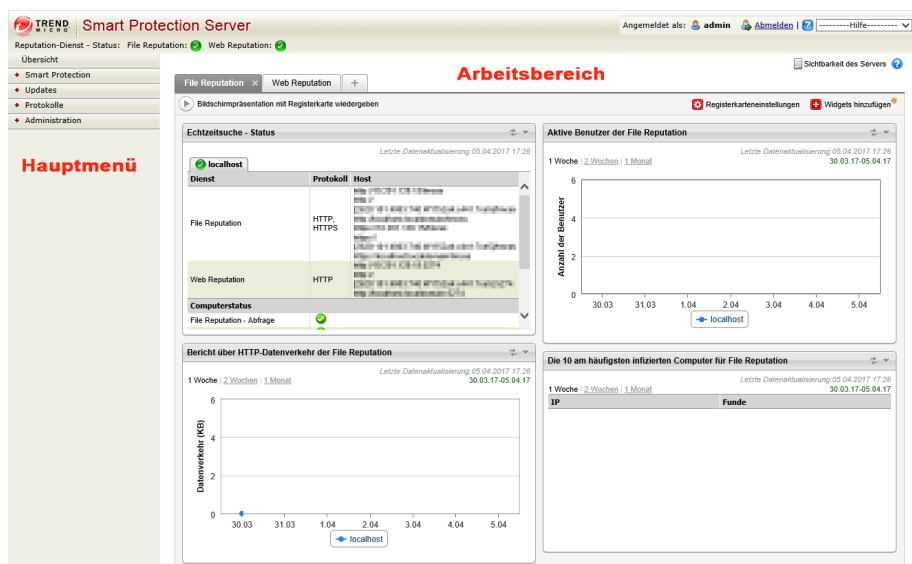 TREND MICRO Smart Protection Server
Angemeldet als: admin Abmelden | ---------Hilfe---------
Reputation-Dienst - Status: File Reputation: Web Reputation:
Übersicht
Smart Protection
Updates
Protokolle
Administration
Hauptmenü
Arbeitsbereich
Sichtbarkeit des Servers
File Reputation × Web Reputation +
Bildschirmpräsentation mit Registerkarte wiedergeben
Registerkarteneinstellungen Widgets hinzufügen
Echtzeitsuche - Status
Letzte Datenaktualisierung:05.04.2017 17:26
localhost
Dienst Protokoll Host
File Reputation HTTP, HTTPS
Web Reputation HTTP
Computerstatus
File Reputation - Abfrage
Aktive Benutzer der File Reputation
Letzte Datenaktualisierung:05.04.2017 17:26
1 Woche | 2 Wochen | 1 Monat 30.03.17-05.04.17
Anzahl der Benutzer
6
4
2
0
30.03 31.03 1.04 2.04 3.04 4.04 5.04
localhost
Bericht über HTTP-Datenverkehr der File Reputation
Letzte Datenaktualisierung:05.04.2017 17:26
1 Woche | 2 Wochen | 1 Monat 30.03.17-05.04.17
Datenverkehr (KB)
6
4
2
0
30.03 31.03 1.04 2.04 3.04 4.04 5.04
localhost
Die 10 am häufigsten infizierten Computer für File Reputation
Letzte Datenaktualisierung:05.04.2017 17:26
1 Woche | 2 Wochen | 1 Monat 30.03.17-05.04.17
IP Funde